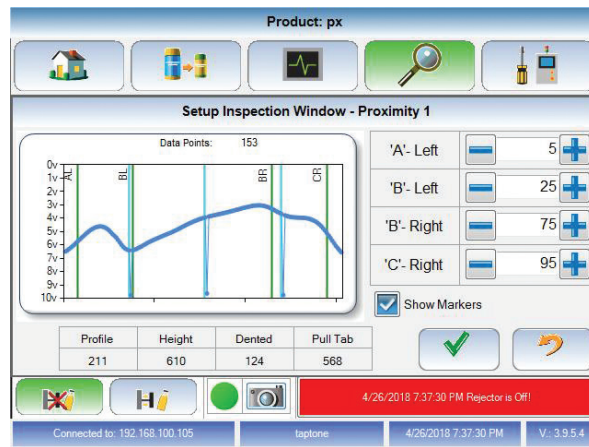 Product: px
Setup Inspection Window - Proximity 1
Data Points: 153
0v
1v
2v
3v
4v
5v
6v
7v
8v
9v
10v
AL
BL
BR
CR
'A'- Left 5
'B'- Left 25
'B'- Right 75
'C'- Right 95
Show Markers
Profile Height Dented Pull Tab
211 610 124 568
4/26/2018 7:37:30 PM Rejector is Off!
Connected to: 192.168.100.105 taptone 4/26/2018 7:37:30 PM V.: 3.9.5.4